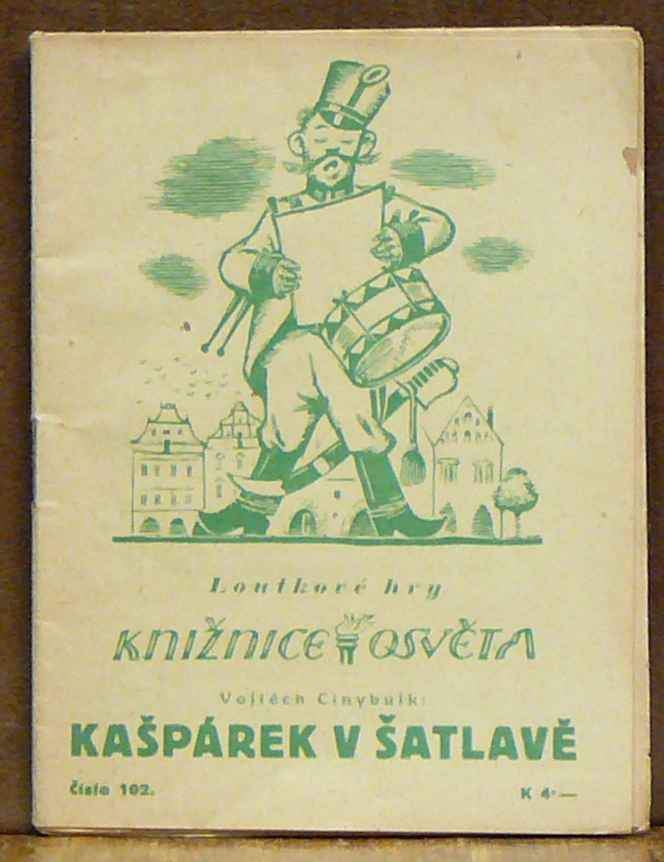 Loutkové hry
KNIŽNICE OSVĚTA
Vojtěch Cinybulk:
KAŠPÁREK V ŠATLAVĚ
Číslo 102. K 4·—